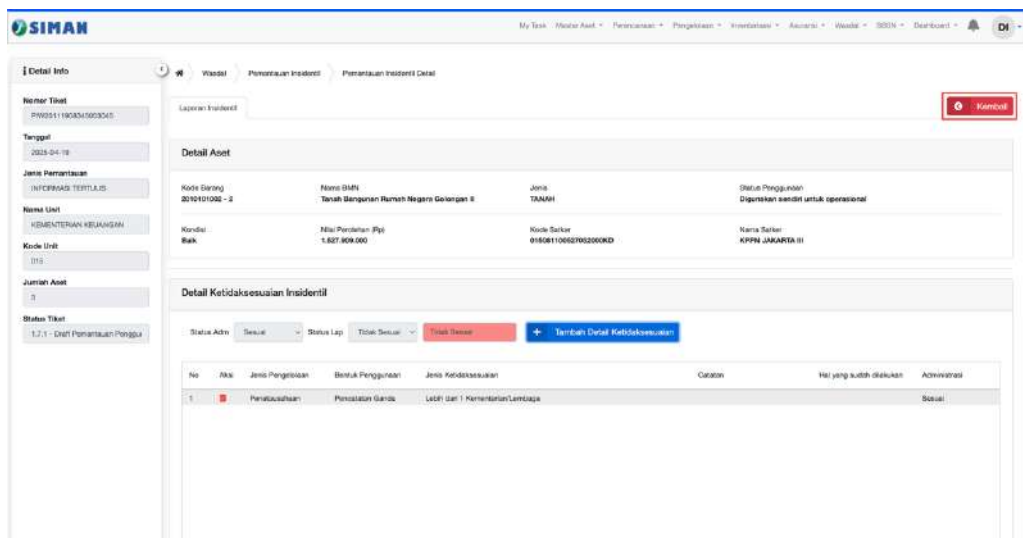 SIMAN
My Task Master Aset Perencanaan Pengelolaan Inventarisasi Asuransi Wasdal SBSN Dashboard DI
Detail Info
Wasdal Pemantauan Insidentil Pemantauan Insidentil Detail
Nomor Tiket
Laporan Insidentil
Kembali
Tanggal
2025-04-19
Detail Aset
Jenis Pemantauan
INFORMASI TERTULIS
Kode Barang Nama BMN Jenis Status Penggunaan
2010101002 - 2 Tanah Bangunan Rumah Negara Golongan II TANAH Digunakan sendiri untuk operasional
Nama Unit
KEMENTERIAN KEUANGAN
Kondisi Nilai Perolehan (Rp) Kode Satker Nama Satker
Baik 1.527.909.000 KPPN JAKARTA III
Kode Unit
015
Jumlah Aset
Detail Ketidaksesuaian Insidentil
Status Tiket
1.7.1 - Draft Pemantauan Penggu
Status Adm Sesuai Status Lap Tidak Sesuai Tidak Sesuai + Tambah Detail Ketidaksesuaian
No Aksi Jenis Pengelolaan Bentuk Penggunaan Jenis Ketidaksesuaian Catatan Hal yang sudah dilakukan Administrasi
1 Penatausahaan Pencatatan Ganda Lebih dari 1 Kementerian/Lembaga Sesuai